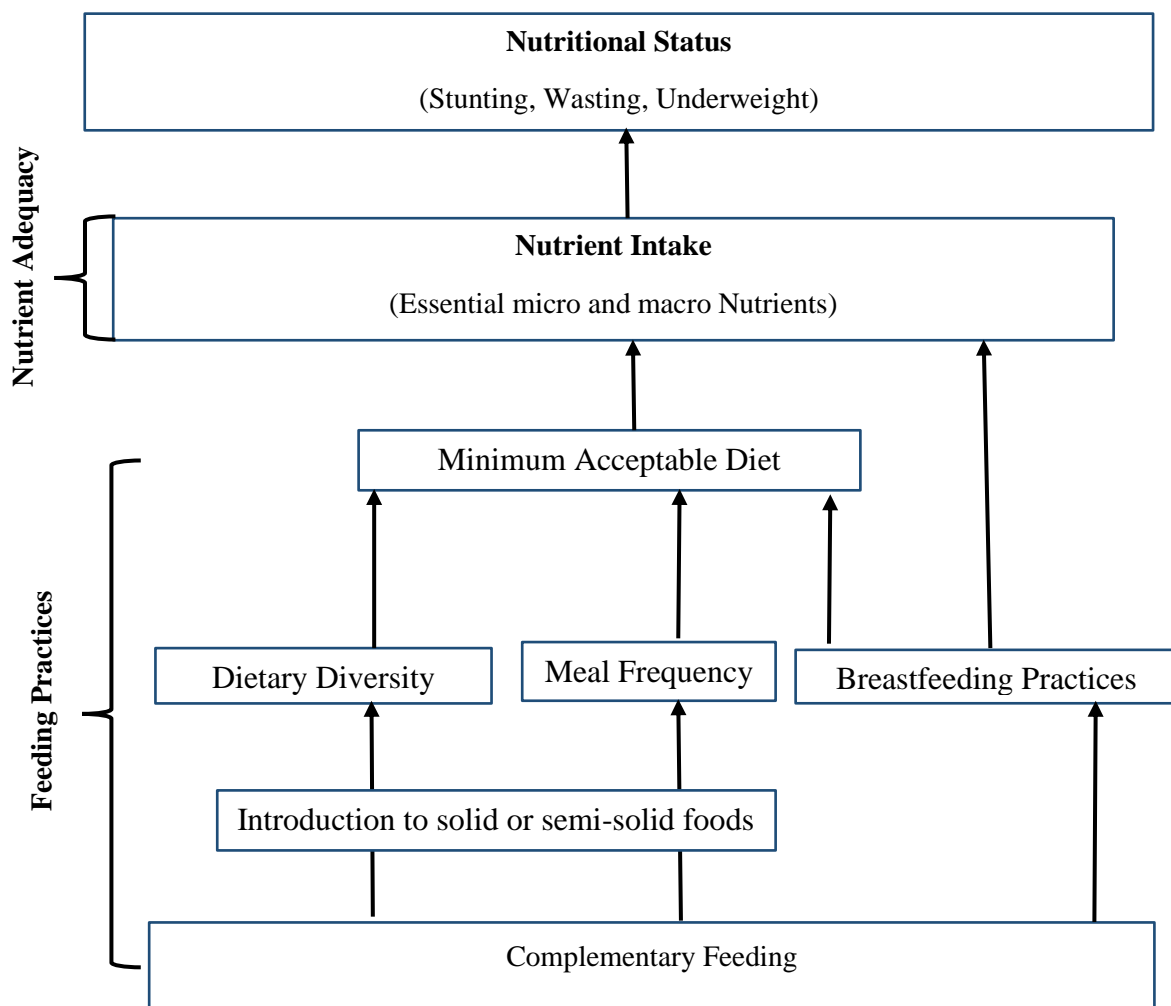 Nutritional Status
(Stunting, Wasting, Underweight)
Nutrient Adequacy
Nutrient Intake
(Essential micro and macro Nutrients)
Minimum Acceptable Diet
Feeding Practices
Dietary Diversity
Meal Frequency
Breastfeeding Practices
Introduction to solid or semi-solid foods
Complementary Feeding